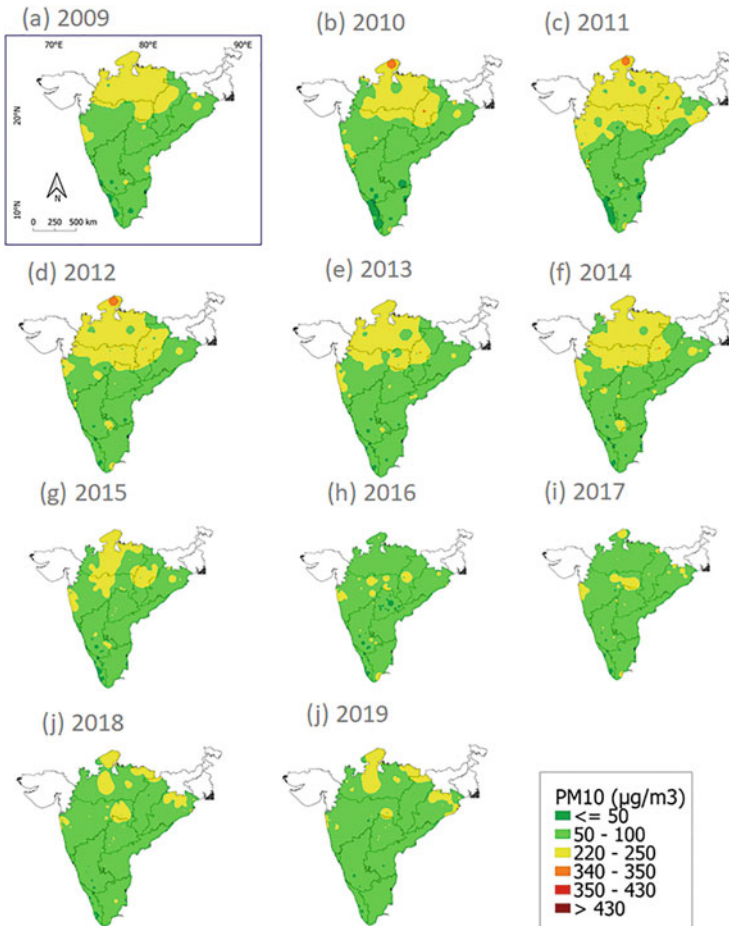 (a) 2009
(b) 2010
(c) 2011
70°E 80°E 90°E
20°N
10°N
N
0 250 500 km
(d) 2012
(e) 2013
(f) 2014
(g) 2015
(h) 2016
(i) 2017
(j) 2018
(j) 2019
PM10 (µg/m3)
<= 50
50 - 100
220 - 250
340 - 350
350 - 430
> 430